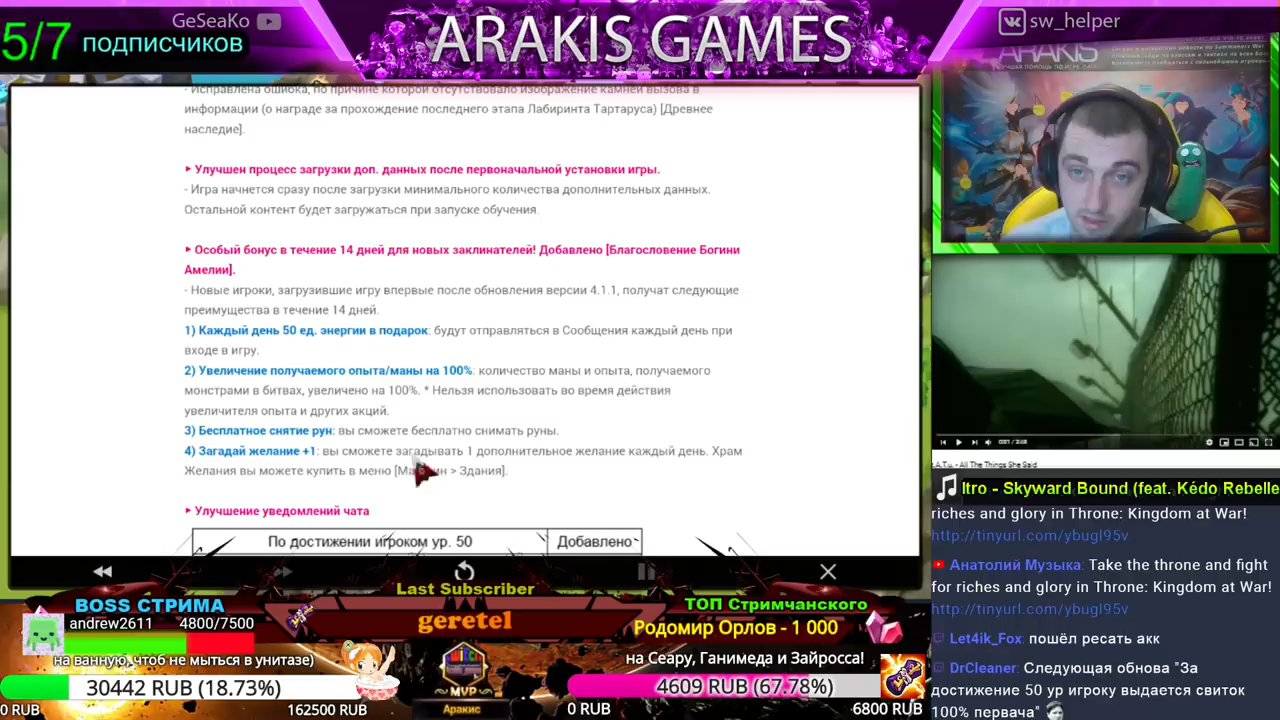 GeSeaKo
5/7 подписчиков
ARAKIS GAMES
sw_helper
ARAKIS
- Исправлена ошибка, по причине которой отсутствовало изображение камней вызова в
информации (о награде за прохождение последнего этапа Лабиринта Тартаруса) [Древнее
наследие].
Улучшен процесс загрузки доп. данных после первоначальной установки игры.
- Игра начнется сразу после загрузки минимального количества дополнительных данных.
Остальной контент будет загружаться при запуске обучения.
Особый бонус в течение 14 дней для новых заклинателей! Добавлено [Благословение Богини
Амелии].
- Новые игроки, загрузившие игру впервые после обновления версии 4.1.1, получат следующие
преимущества в течение 14 дней.
1) Каждый день 50 ед. энергии в подарок: будут отправляться в Сообщения каждый день при
входе в игру.
2) Увеличение получаемого опыта/маны на 100%: количество маны и опыта, получаемого
монстрами в битвах, увеличено на 100%. * Нельзя использовать во время действия
увеличителя опыта и других акций.
3) Бесплатное снятие рун: вы сможете бесплатно снимать руны.
4) Загадай желание +1: вы сможете загадывать 1 дополнительное желание каждый день. Храм
Желания вы можете купить в меню > Здания].
Улучшение уведомлений чата
По достижении игроком ур. 50 Добавлено
- All The Things She Said
Itro - Skyward Bound (feat. Kédo Rebelle
riches and glory in Throne: Kingdom at War!
http://tinyurl.com/ybugl95v
Анатолий Музыка: Take the throne and fight
for riches and glory in Throne: Kingdom at War!
http://tinyurl.com/ybugl95v
Let4ik_Fox: пошёл ресать акк
DrCleaner: Следующая обнова "За
достижение 50 ур игроку выдается свиток
100% первача"
BOSS СТРИМА
andrew2611 4800/7500
на ванную, чтоб не мыться в унитазе)
30442 RUB (18.73%)
0 RUB 162500 RUB
Last Subscriber
geretel
MVP
Аракис
ТОП Стримчанского
Родомир Орлов - 1 000
на Сеару, Ганимеда и Зайросса!
4609 RUB (67.78%)
0 RUB 6800 RUB